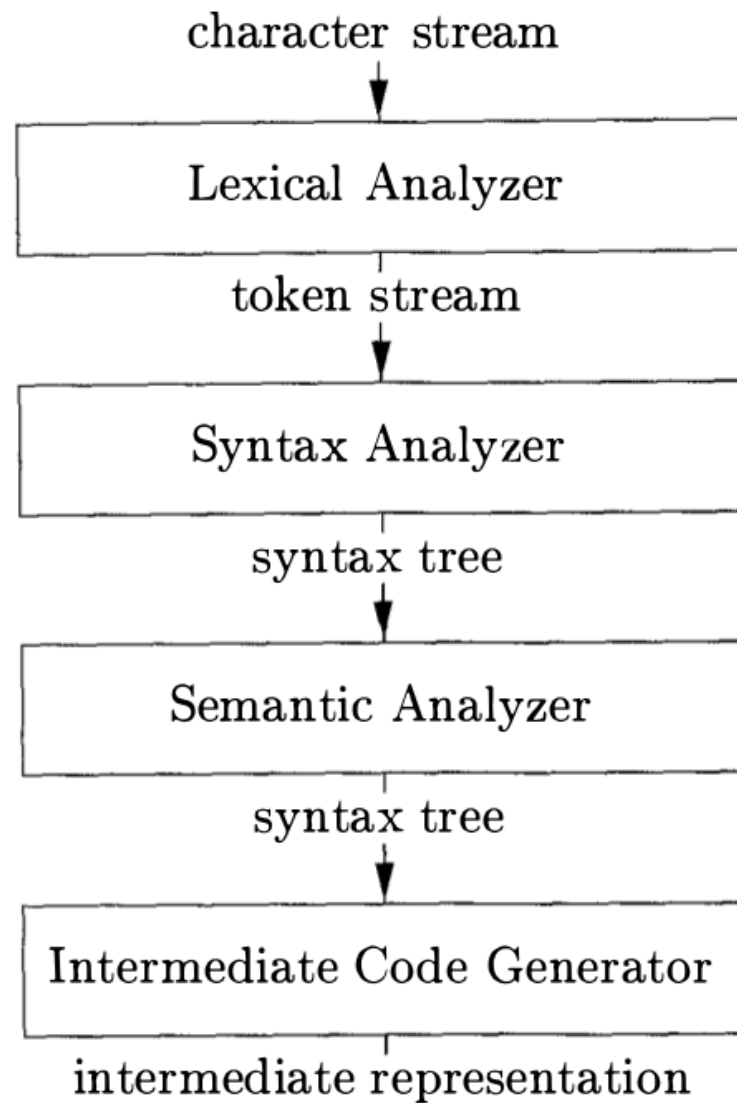 character stream
Lexical Analyzer
token stream
Syntax Analyzer
syntax tree
Semantic Analyzer
syntax tree
Intermediate Code Generator
intermediate representation